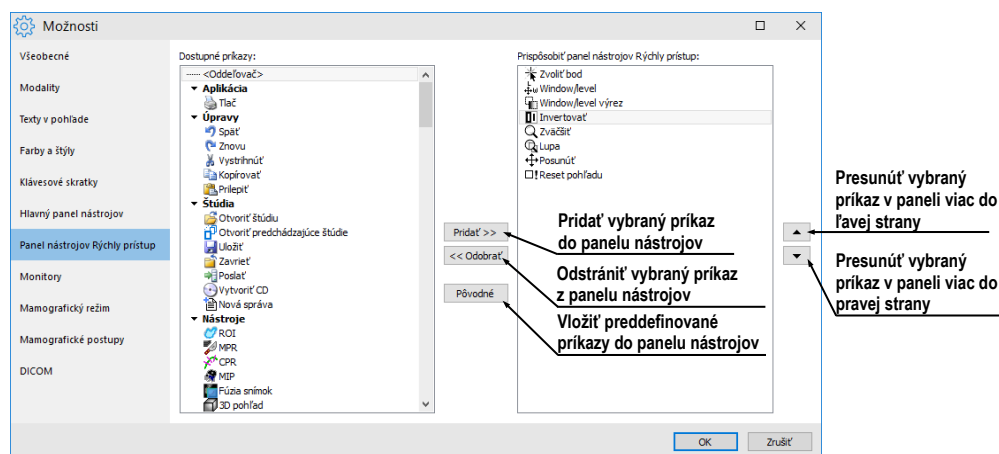 Možnosti
Všeobecné
Modality
Texty v pohľade
Farby a štýly
Klávesové skratky
Hlavný panel nástrojov
Panel nástrojov Rýchly prístup
Monitory
Mamografický režim
Mamografické postupy
DICOM
Dostupné príkazy:
<Oddeľovač>
Aplikácia
Tlač
Úpravy
Späť
Znovu
Vystrihnúť
Kopírovať
Prilepiť
Štúdia
Otvoriť štúdiu
Otvoriť predchádzajúce štúdie
Uložiť
Zavrieť
Poslať
Vytvoriť CD
Nová správa
Nástroje
ROI
MPR
CPR
MIP
Fúzia snímok
3D pohľad
Pridať >>
<< Odobrať
Pôvodné
Prispôsobiť panel nástrojov Rýchly prístup:
Zvoliť bod
Window/level
Window/level výrez
Invertovať
Zväčšiť
Lupa
Posunúť
Reset pohľadu
Pridať vybraný príkaz
do panelu nástrojov
Odstrániť vybraný príkaz
z panelu nástrojov
Vložiť preddefinované
príkazy do panelu nástrojov
Presunúť vybraný
príkaz v paneli viac do
ľavej strany
Presunúť vybraný
príkaz v paneli viac do
pravej strany
OK
Zrušiť